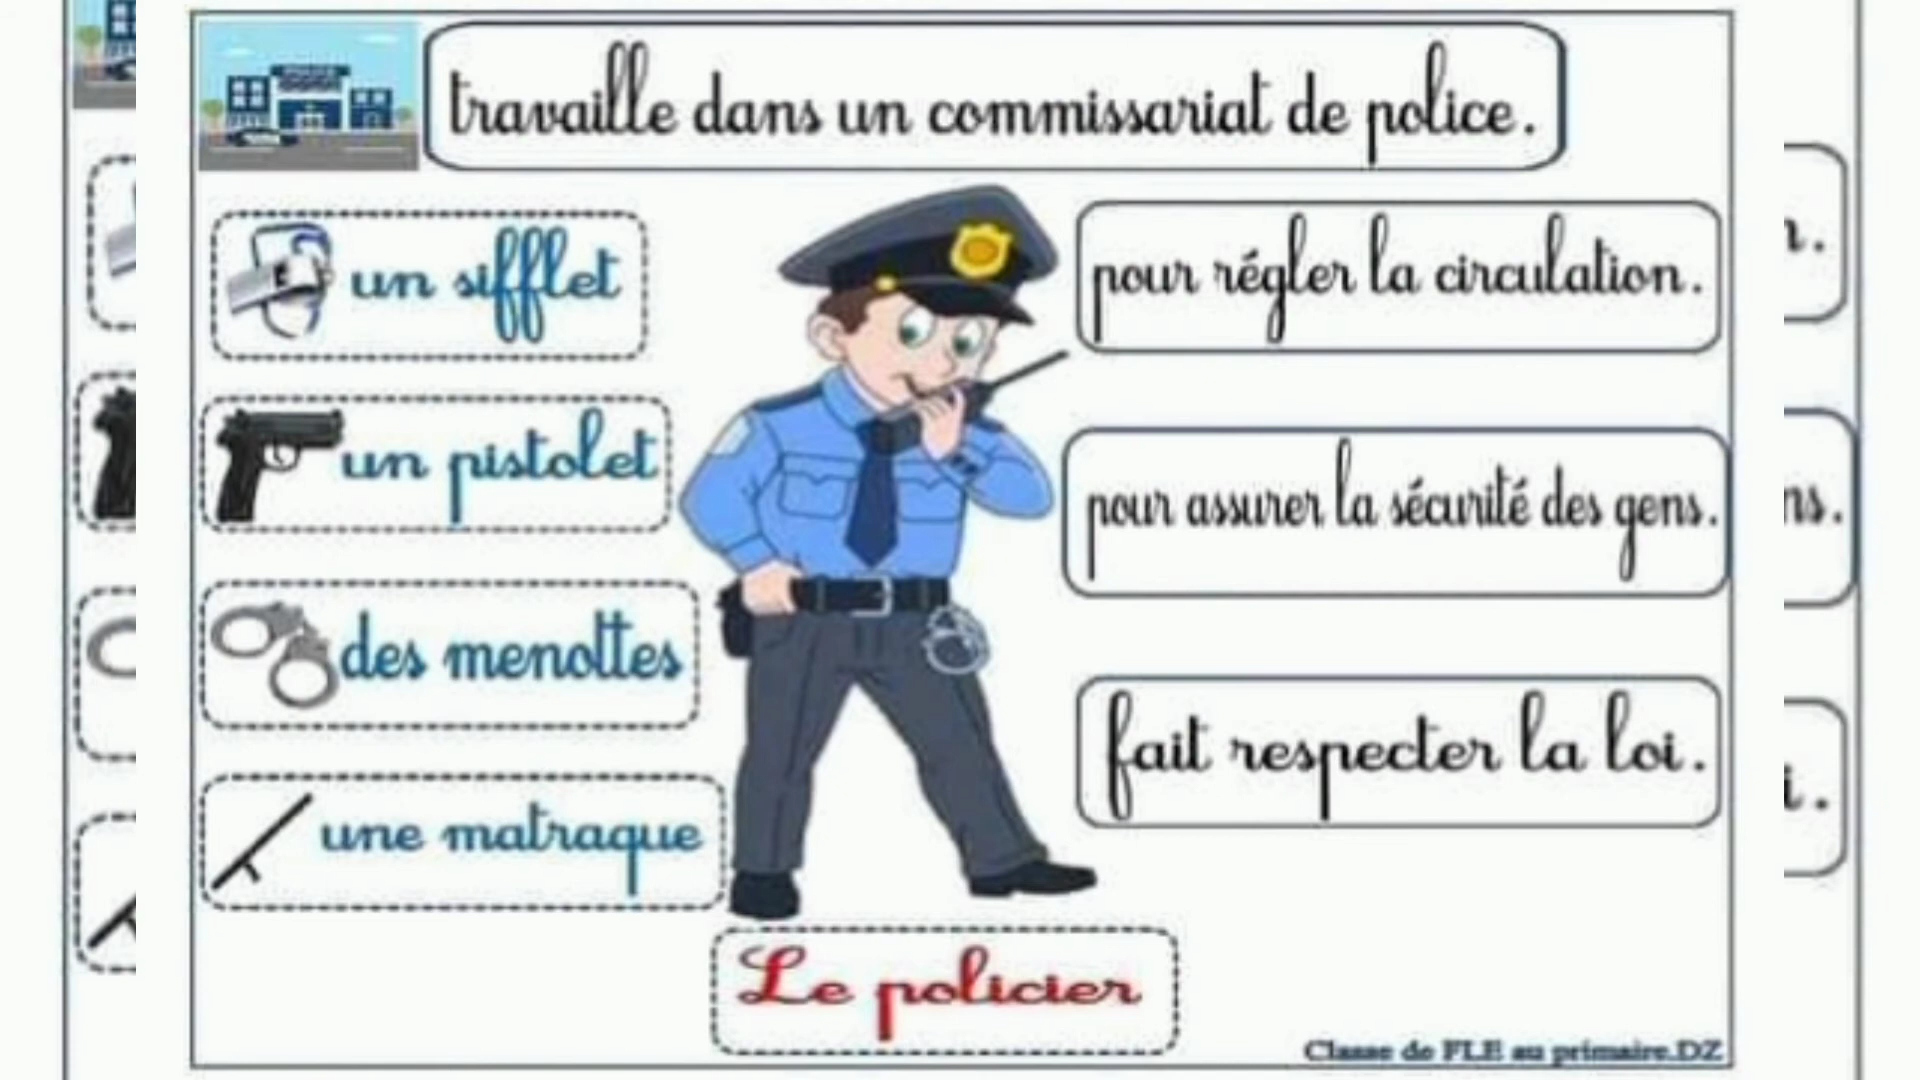 travaille dans un commissariat de police.
un sifflet
pour régler la circulation.
un pistolet
pour assurer la sécurité des gens.
des menottes
fait respecter la loi.
une matraque
Le policier
Classe de FLE au primaire.DZ
n.
ns.
i.